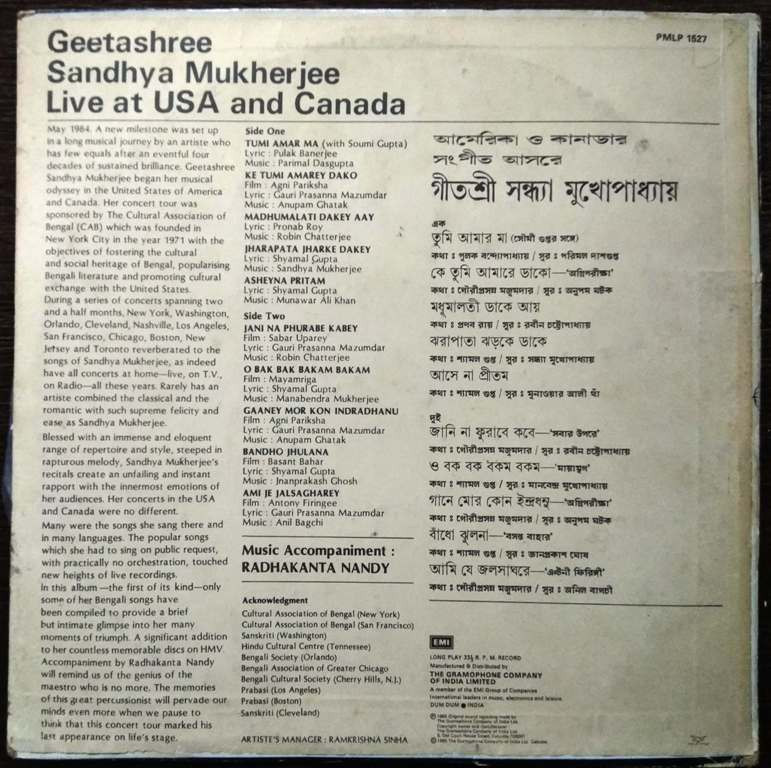 Geetashree
Sandhya Mukherjee
Live at USA and Canada
PMLP 1527
May 1984. A new milestone was set up
in a long musical journey by an artiste who
has few equals after an eventful four
decades of sustained brilliance. Geetashree
Sandhya Mukherjee began her musical
odyssey in the United States of America
and Canada. Her concert tour was
sponsored by The Cultural Association of
Bengal (CAB) which was founded in
New York City in the year 1971 with the
objectives of fostering the cultural
and social heritage of Bengal, popularising
Bengali literature and promoting cultural
exchange with the United States.
During a series of concerts spanning two
and a half months, New York, Washington,
Orlando, Cleveland, Nashville, Los Angeles,
San Francisco, Chicago, Boston, New
Jetsey and Toronto reverberated to the
songs of Sandhya Mukherjee, as indeed
have all concerts at home—live, on T.V.,
on Radio—all these years. Rarely has an
artiste combined the classical and the
romantic with such supreme felicity and
ease as Sandhya Mukherjee.
Blessed with an immense and eloquent
range of repertoire and style, steeped in
rapturous melody, Sandhya Mukherjee's
recitals create an unfailing and instant
rapport with the innermost emotions of
her audiences. Her concerts in the USA
and Canada were no different.
Many were the songs she sang there and
in many languages. The popular songs
which she had to sing on public request,
with practically no orchestration, touched
new heights of live recordings.
In this album—the first of its kind—only
some of her Bengali songs have
been compiled to provide a brief
but intimate glimpse into her many
moments of triumph. A significant addition
to her countless memorable discs on HMV.
Accompaniment by Radhakanta Nandy
will remind us of the genius of the
maestro who is no more. The memories
of this great percussionist will pervade our
minds even more when we pause to
think that this concert tour marked his
last appearance on life's stage.
Side One
TUMI AMAR MA (with Soumi Gupta)
Lyric : Pulak Banerjee
Music : Parimal Dasgupta
KE TUMI AMAREY DAKO
Film : Agni Pariksha
Lyric : Gauri Prasanna Mazumdar
Music : Anupam Ghatak
MADHUMALATI DAKEY AAY
Lyric : Pronab Roy
Music : Robin Chatterjee
JHARAPATA JHARKE DAKEY
Lyric : Shyamal Gupta
Music : Sandhya Mukherjee
ASHEYNA PRITAM
Lyric : Shyamal Gupta
Music : Munawar Ali Khan
Side Two
JANI NA PHURABE KABEY
Film : Sabar Uparey
Lyric : Gauri Prasanna Mazumdar
Music : Robin Chatterjee
O BAK BAK BAKAM BAKAM
Film : Mayamriga
Lyric : Shyamal Gupta
Music : Manabendra Mukherjee
GAANEY MOR KON INDRADHANU
Film : Agni Pariksha
Lyric : Gauri Prasanna Mazumdar
Music : Anupam Ghatak
BANDHO JHULANA
Film : Basant Bahar
Lyric : Shyamal Gupta
Music : Jnanprakash Ghosh
AMI JE JALSAGHAREY
Film : Antony Firingee
Lyric : Gauri Prasanna Mazumdar
Music : Anil Bagchi
Music Accompaniment :
RADHAKANTA NANDY
Acknowledgment
Cultural Association of Bengal (New York)
Cultural Association of Bengal (San Francisco)
Sanskriti (Washington)
Hindu Cultural Centre (Tennessee)
Bengali Society (Orlando)
Bengali Association of Greater Chicago
Bengali Cultural Society (Cherry Hills, N.J.)
Prabasi (Los Angeles)
Prabasi (Boston)
Sanskriti (Cleveland)
ARTISTE'S MANAGER : RAMKRISHNA SINHA
আমেরিকা ও কানাডার
সংগীত আসরে
গীতশ্রী সন্ধ্যা মুখোপাধ্যায়
এক
তুমি আমার মা (সৌমী গুপ্তর সঙ্গে)
কথা : পুলক বন্দ্যোপাধ্যায় / সুর : পরিমল দাশগুপ্ত
কে তুমি আমারে ডাকো—'অগ্নিপরীক্ষা'
কথা : গৌরীপ্রসন্ন মজুমদার / সুর : অনুপম ঘটক
মধুমালতী ডাকে আয়
কথা : প্রণব রায় / সুর : রবীন চট্টোপাধ্যায়
ঝরাপাতা ঝড়কে ডাকে
কথা : শ্যামল গুপ্ত / সুর : সন্ধ্যা মুখোপাধ্যায়
আসে না প্রীতম
কথা : শ্যামল গুপ্ত / সুর : মুনাওয়ার আলী খাঁ
দুই
জানি না ফুরাবে কবে—'সবার উপরে'
কথা : গৌরীপ্রসন্ন মজুমদার / সুর : রবীন চট্টোপাধ্যায়
ও বক বক বকম বকম—'মায়ামৃগ'
কথা : শ্যামল গুপ্ত / সুর : মানবেন্দ্র মুখোপাধ্যায়
গানে মোর কোন ইন্দ্রধনু—'অগ্নিপরীক্ষা'
কথা : গৌরীপ্রসন্ন মজুমদার / সুর : অনুপম ঘটক
বাঁধো ঝুলনা—'বসন্ত বাহার'
কথা : শ্যামল গুপ্ত / সুর : জ্ঞানপ্রকাশ ঘোষ
আমি যে জলসাঘরে—'এন্টনী ফিরিঙ্গী'
কথা : গৌরীপ্রসন্ন মজুমদার / সুর : অনিল বাগচী
EMI
LONG PLAY 33⅓ R. P. M. RECORD
Manufactured & Distributed by
THE GRAMOPHONE COMPANY
OF INDIA LIMITED
A member of the EMI Group of Companies
International leaders in music, electronics and leisure
DUM DUM ● INDIA